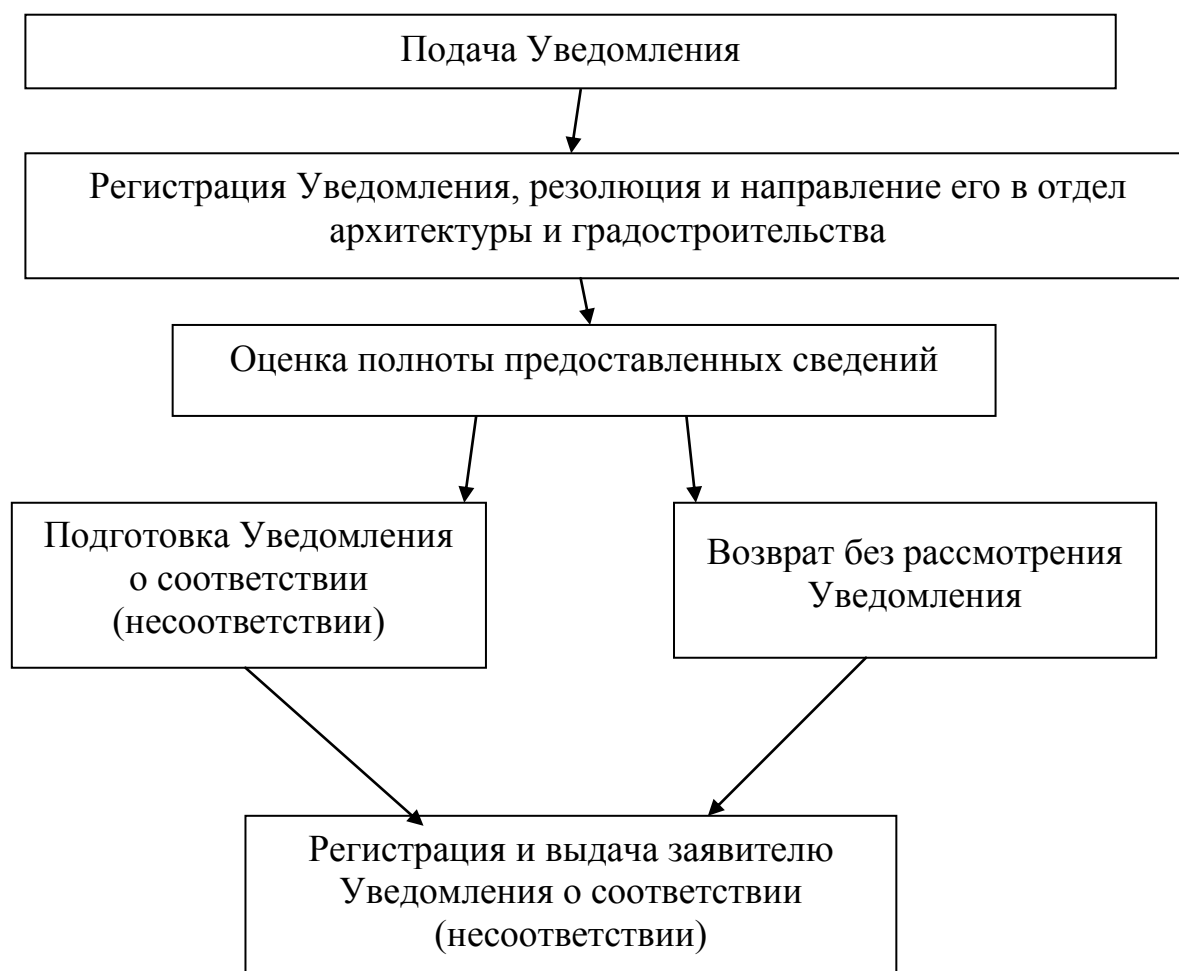 Подача Уведомления
Регистрация Уведомления, резолюция и направление его в отдел
архитектуры и градостроительства
Оценка полноты предоставленных сведений
Подготовка Уведомления
о соответствии
(несоответствии)
Возврат без рассмотрения
Уведомления
Регистрация и выдача заявителю
Уведомления о соответствии
(несоответствии)